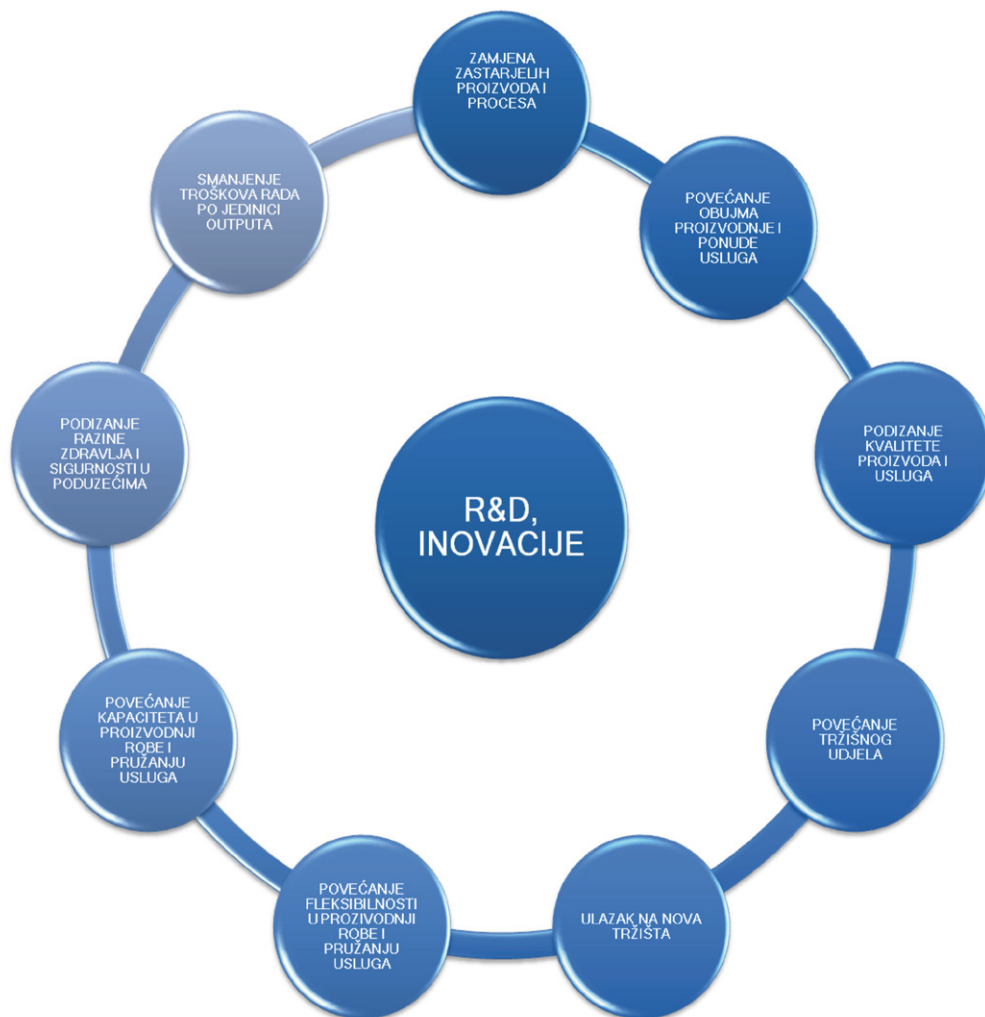 ZAMJENA
ZASTARJELIH
PROIZVODA I
PROCESA
POVEĆANJE
OBUJMA
PROIZVODNJE I
PONUDE
USLUGA
PODIZANJE
KVALITETE
PROIZVODA I
USLUGA
POVEĆANJE
TRŽIŠNOG
UDJELA
ULAZAK NA NOVA
TRŽIŠTA
POVEĆANJE
FLEKSIBILNOSTI
U PROZIVODNJI
ROBE I
PRUŽANJU
USLUGA
POVEĆANJE
KAPACITETA U
PROIZVODNJI
ROBE I
PRUŽANJU
USLUGA
PODIZANJE
RAZINE
ZDRAVLJA I
SIGURNOSTI U
PODUZEĆIMA
SMANJENJE
TROŠKOVA RADA
PO JEDINICI
OUTPUTA
R&D,
INOVACIJE